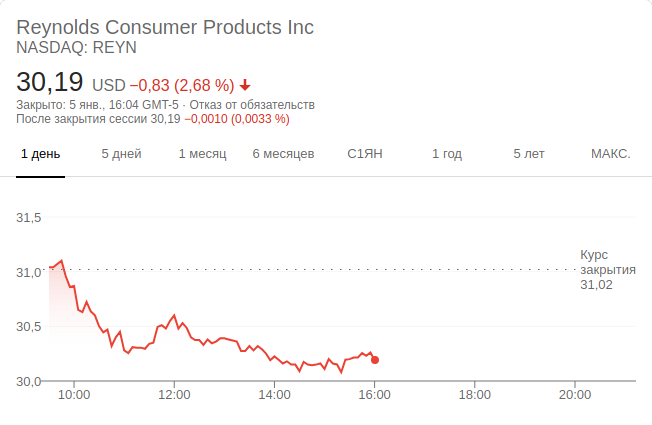 Reynolds Consumer Products Inc
NASDAQ: REYN
30,19 USD −0,83 (2,68 %)
Закрыто: 5 янв., 16:04 GMT-5 · Отказ от обязательств
После закрытия сессии 30,19 −0,0010 (0,0033 %)
1 день 5 дней 1 месяц 6 месяцев С1ЯН 1 год 5 лет МАКС.
31,5
Курс
31,0 закрытия
31,02
30,5
30,0
10:00 12:00 14:00 16:00 18:00 20:00